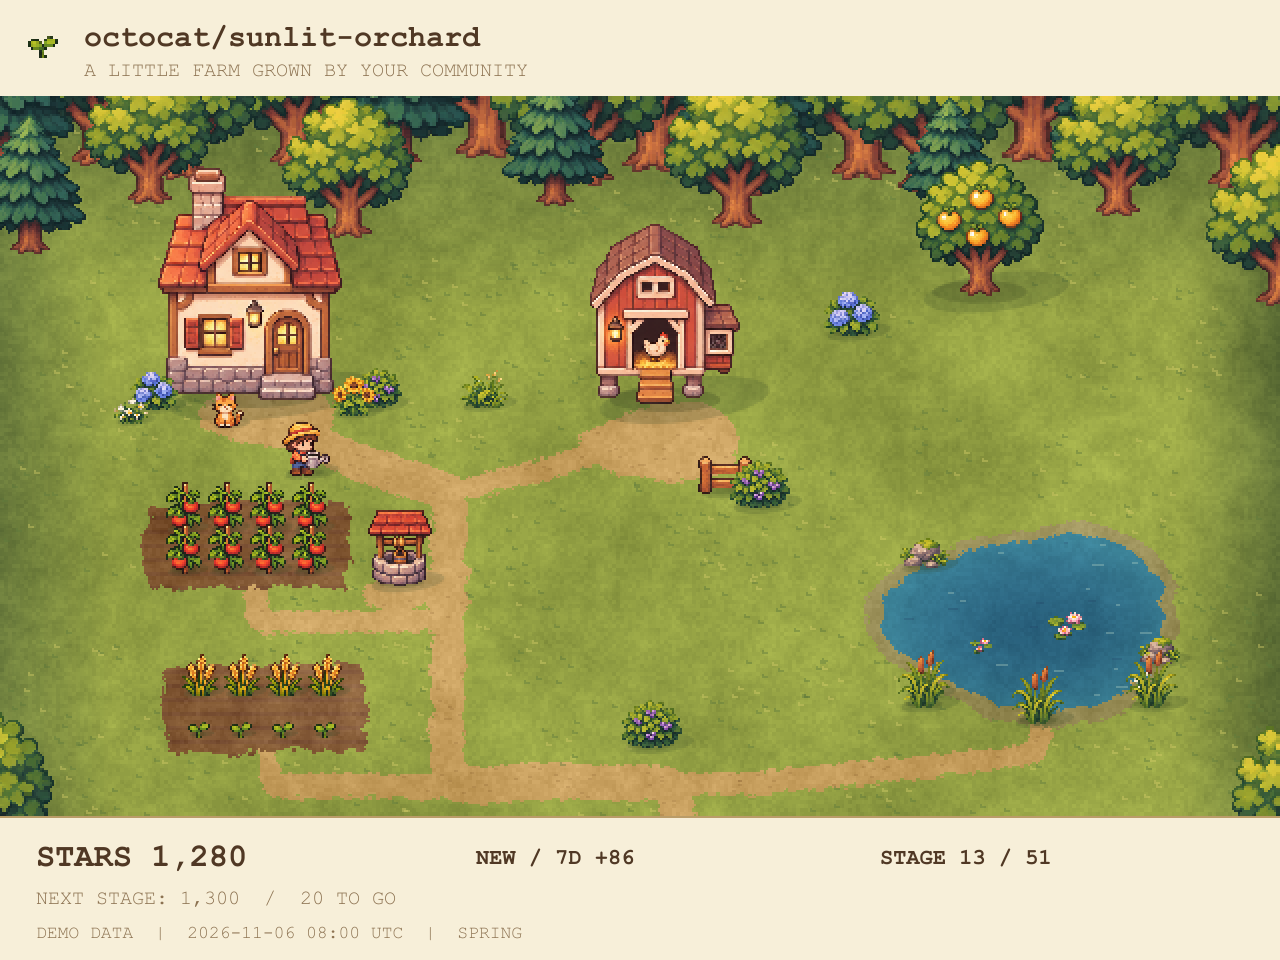 octocat/sunlit-orchard
A LITTLE FARM GROWN BY YOUR COMMUNITY
STARS 1,280
NEW / 7D +86
STAGE 13 / 51
NEXT STAGE: 1,300 / 20 TO GO
DEMO DATA | 2026-11-06 08:00 UTC | SPRING